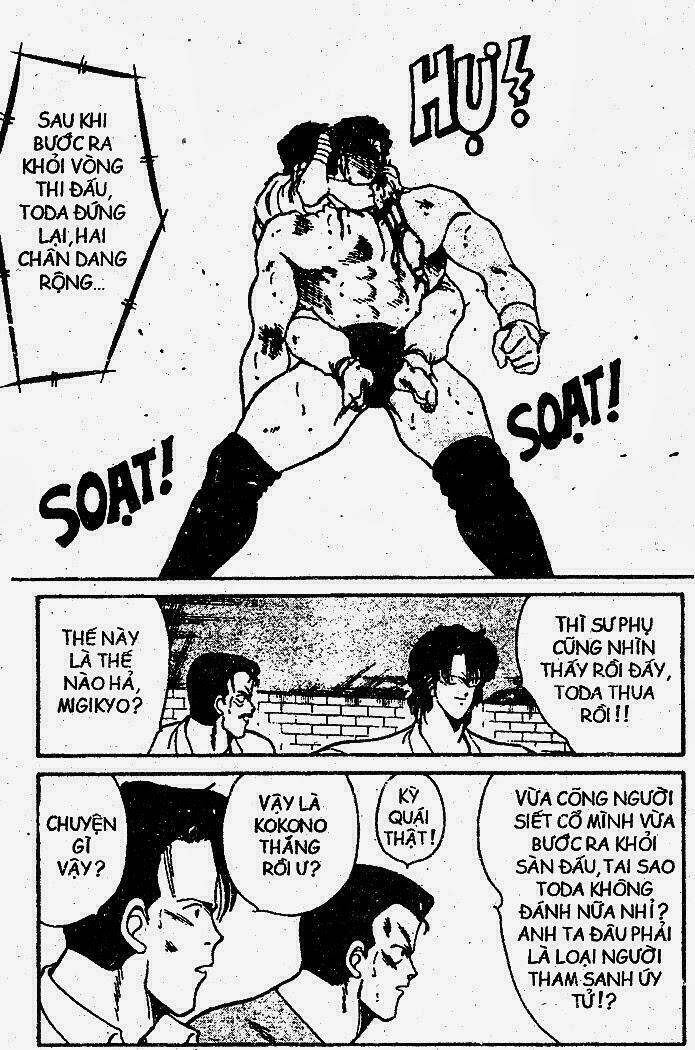 SAU KHI
BƯỚC RA
KHỎI VÒNG
THI ĐẤU,
TODA ĐỨNG
LẠI, HAI
CHÂN DANG
RỘNG...
HỰ!!
SOẠT!
SOẠT!
THẾ NÀY
LÀ THẾ
NÀO HẢ,
MIGIKYO?
THÌ SƯ PHỤ
CŨNG NHÌN
THẤY RỒI ĐẤY,
TODA THUA
RỒI!!
CHUYỆN
GÌ
VẬY?
VẬY LÀ
KOKONO
THẮNG
RỒI Ư?
KỲ
QUÁI
THẬT!
VỪA CÕNG NGƯỜI
SIẾT CỔ MÌNH VỪA
BƯỚC RA KHỎI
SÀN ĐẤU, TAI SAO
TODA KHÔNG
ĐÁNH NỮA NHỈ?
ANH TA ĐÂU PHẢI
LÀ LOẠI NGƯỜI
THAM SANH ÚY
TỬ!?